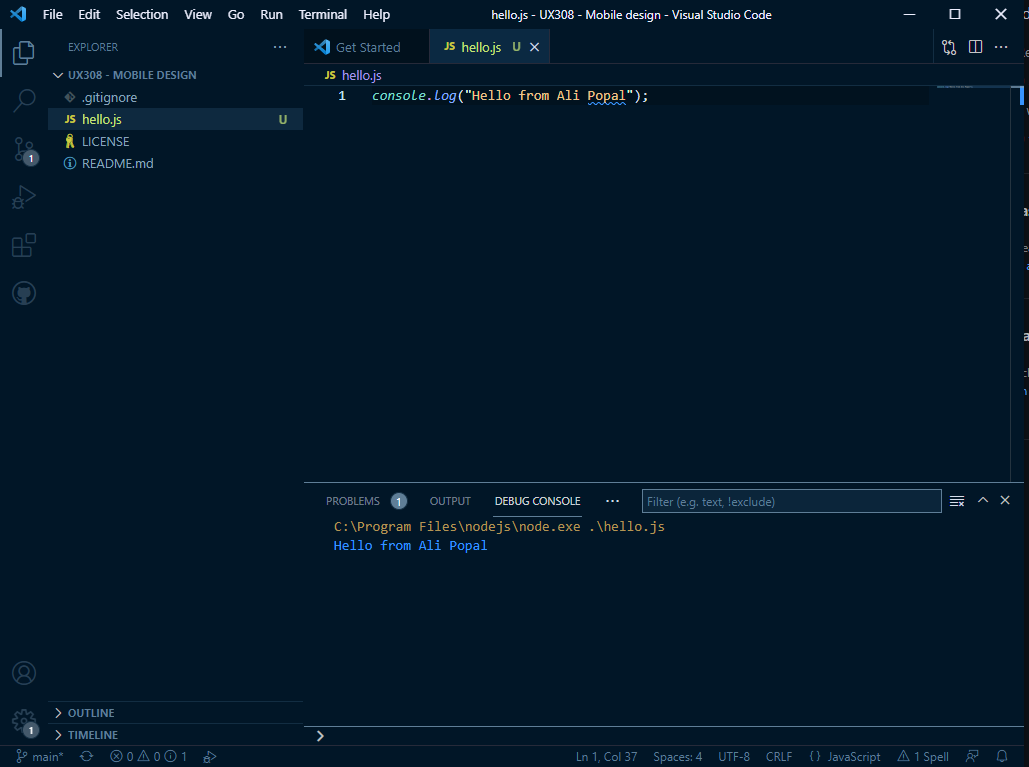 File Edit Selection View Go Run Terminal Help hello.js - UX308 - Mobile design - Visual Studio Code
EXPLORER
UX308 - MOBILE DESIGN
.gitignore
JS hello.js U
LICENSE
README.md
1
Get Started JS hello.js U
JS hello.js
1 console.log("Hello from Ali Popal");
PROBLEMS 1 OUTPUT DEBUG CONSOLE ... Filter (e.g. text, !exclude)
C:\Program Files\nodejs\node.exe .\hello.js
Hello from Ali Popal
1
OUTLINE
TIMELINE
main* 0 0 1 Ln 1, Col 37 Spaces: 4 UTF-8 CRLF {} JavaScript 1 Spell